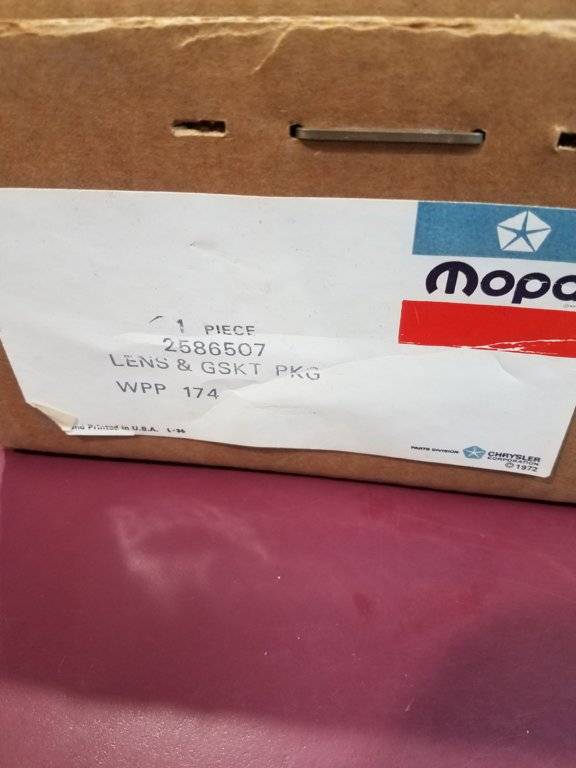 Mopa
1 PIECE
2586507
LENS & GSKT PKG
WPP 174
Printed in U.S.A.
PARTS DIVISION CHRYSLER
CORPORATION
© 1972